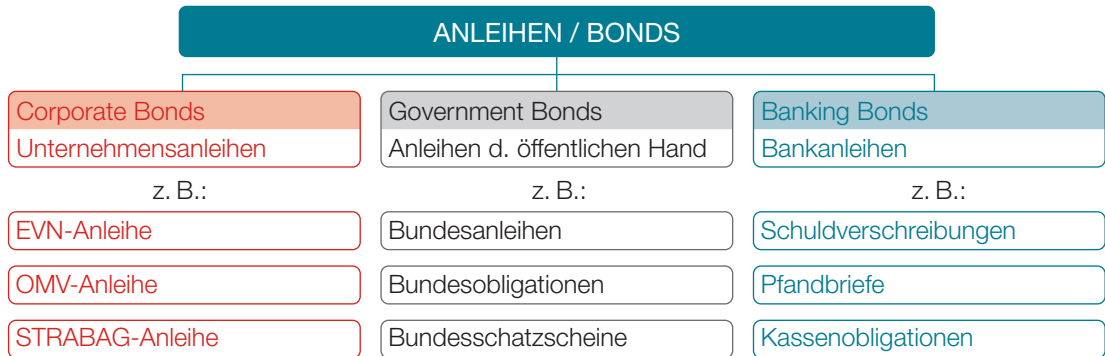 ANLEIHEN / BONDS
Corporate Bonds
Unternehmensanleihen
z. B.:
EVN-Anleihe
OMV-Anleihe
STRABAG-Anleihe
Government Bonds
Anleihen d. öffentlichen Hand
z. B.:
Bundesanleihen
Bundesobligationen
Bundesschatzscheine
Banking Bonds
Bankanleihen
z. B.:
Schuldverschreibungen
Pfandbriefe
Kassenobligationen